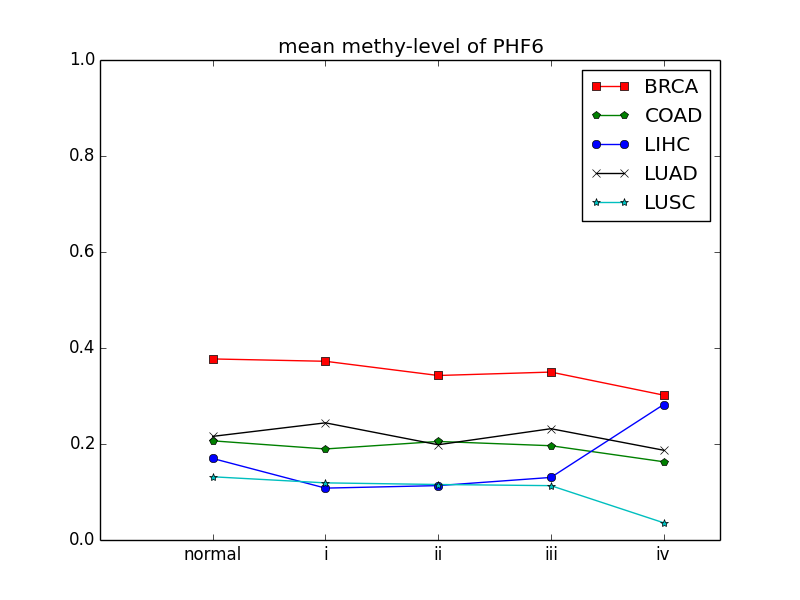 mean methy-level of PHF6
1.0
0.8
0.6
0.4
0.2
0.0
normal i ii iii iv
BRCA
COAD
LIHC
LUAD
LUSC